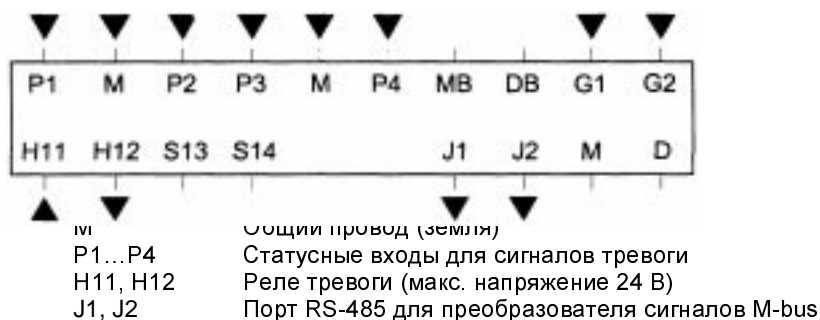 P1 M P2 P3 M P4 MB DB G1 G2
H11 H12 S13 S14 J1 J2 M D
M Общий провод (земля)
P1...P4 Статусные входы для сигналов тревоги
H11, H12 Реле тревоги (макс. напряжение 24 В)
J1, J2 Порт RS-485 для преобразователя сигналов M-bus